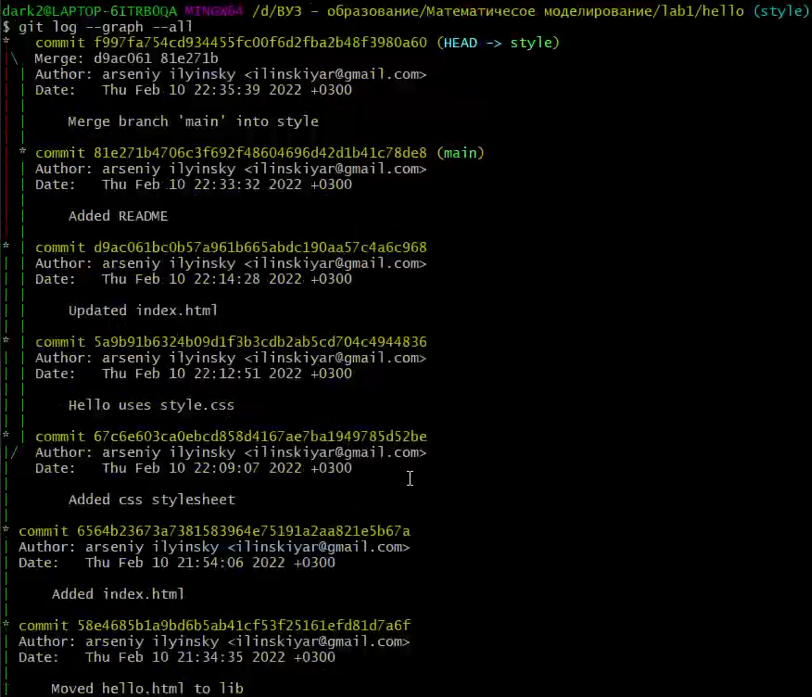 dark2@LAPTOP-6ITRBOQA MINGW64 /d/ВУЗ - образование/Математичесое моделирование/lab1/hello (style)
$ git log --graph --all
*   commit f997fa754cd934455fc00f6d2fba2b48f3980a60 (HEAD -> style)
|\  Merge: d9ac061 81e271b
| | Author: arseniy ilyinsky <ilinskiyar@gmail.com>
| | Date:   Thu Feb 10 22:35:39 2022 +0300
| |
| |     Merge branch 'main' into style
| |
| * commit 81e271b4706c3f692f48604696d42d1b41c78de8 (main)
| | Author: arseniy ilyinsky <ilinskiyar@gmail.com>
| | Date:   Thu Feb 10 22:33:32 2022 +0300
| |
| |     Added README
| |
* | commit d9ac061bc0b57a961b665abdc190aa57c4a6c968
| | Author: arseniy ilyinsky <ilinskiyar@gmail.com>
| | Date:   Thu Feb 10 22:14:28 2022 +0300
| |
| |     Updated index.html
| |
* | commit 5a9b91b6324b09d1f3b3cdb2ab5cd704c4944836
| | Author: arseniy ilyinsky <ilinskiyar@gmail.com>
| | Date:   Thu Feb 10 22:12:51 2022 +0300
| |
| |     Hello uses style.css
| |
* | commit 67c6e603ca0ebcd858d4167ae7ba1949785d52be
|/  Author: arseniy ilyinsky <ilinskiyar@gmail.com>
|   Date:   Thu Feb 10 22:09:07 2022 +0300
|
|       Added css stylesheet
|
* commit 6564b23673a7381583964e75191a2aa821e5b67a
| Author: arseniy ilyinsky <ilinskiyar@gmail.com>
| Date:   Thu Feb 10 21:54:06 2022 +0300
|
|     Added index.html
|
* commit 58e4685b1a9bd6b5ab41cf53f25161efd81d7a6f
| Author: arseniy ilyinsky <ilinskiyar@gmail.com>
| Date:   Thu Feb 10 21:34:35 2022 +0300
|
|     Moved hello.html to lib